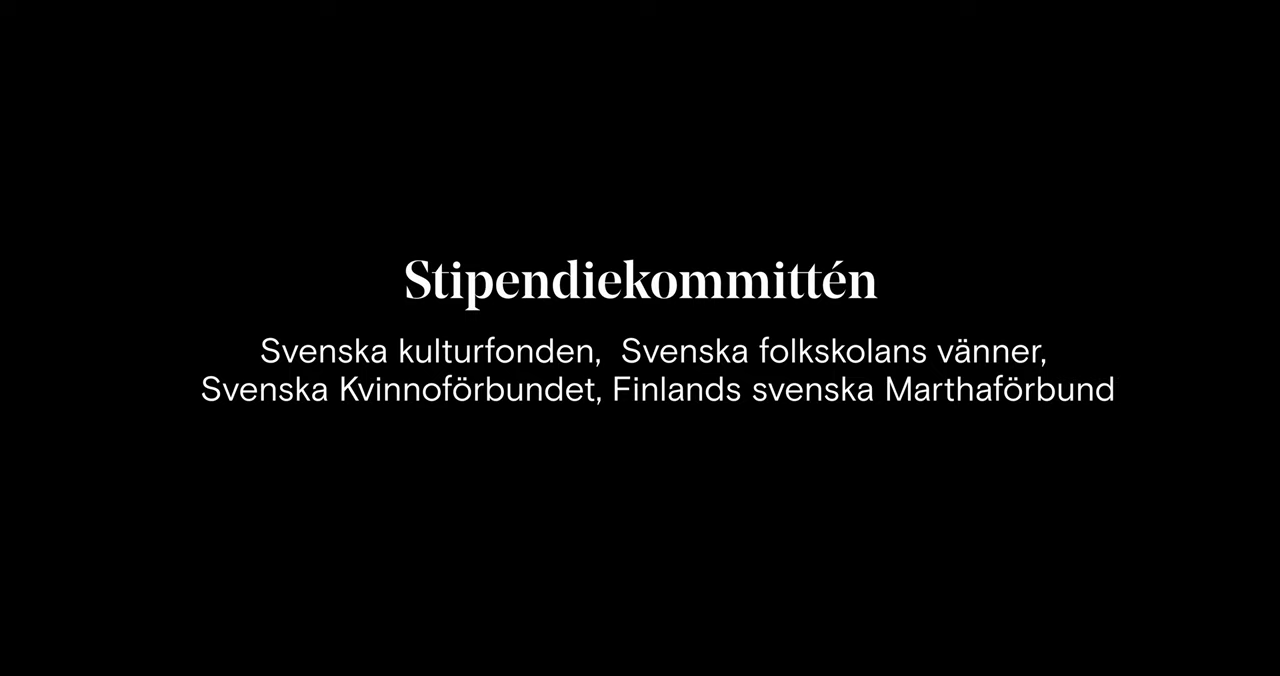 Stipendiekommittén
Svenska kulturfonden, Svenska folkskolans vänner,
Svenska Kvinnoförbundet, Finlands svenska Marthaförbund